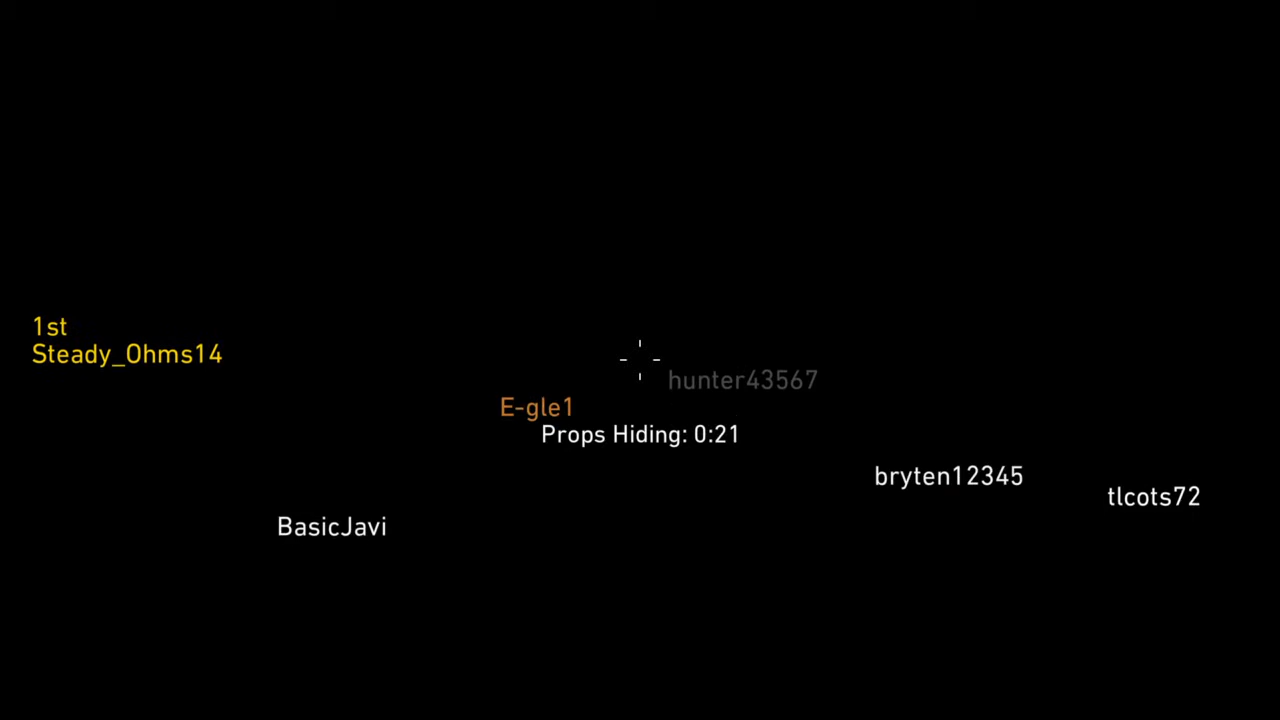 1st
Steady_Ohms14
hunter43567
E-gle1
Props Hiding: 0:21
bryten12345
tlcots72
BasicJavi